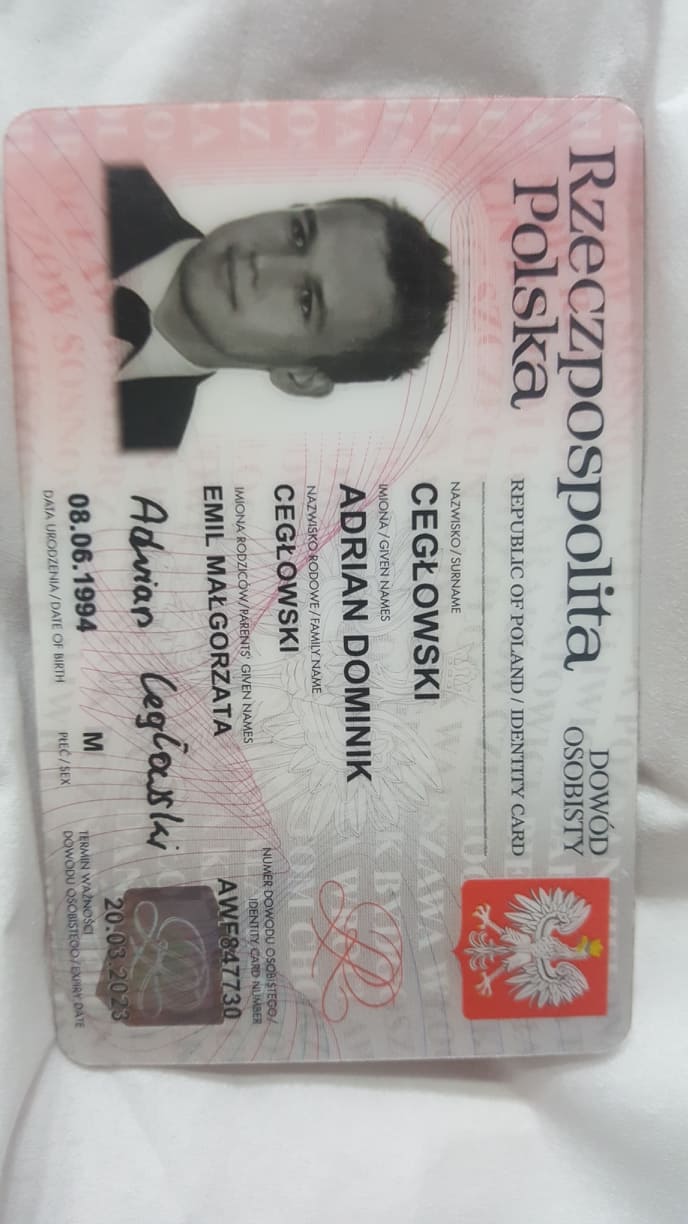 Rzeczpospolita
Polska
DOWÓD
OSOBISTY
REPUBLIC OF POLAND / IDENTITY CARD
NAZWISKO / SURNAME
CEGŁOWSKI
IMIONA / GIVEN NAMES
ADRIAN DOMINIK
NAZWISKO RODOWE / FAMILY NAME
CEGŁOWSKI
IMIONA RODZICÓW / PARENTS' GIVEN NAMES
EMIL MAŁGORZATA
NUMER DOWODU OSOBISTEGO /
IDENTITY CARD NUMBER
AWF847730
Adrian Cegłowski
08.06.1994
DATA URODZENIA / DATE OF BIRTH
M
PŁEĆ / SEX
TERMIN WAŻNOŚCI
DOWODU OSOBISTEGO / EXPIRY DATE
20.03.2023